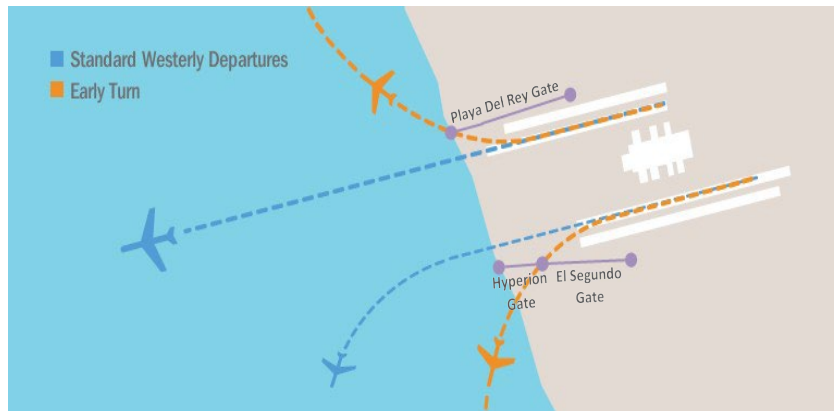 Standard Westerly Departures
Early Turn
Playa Del Rey Gate
Hyperion
Gate
El Segundo
Gate